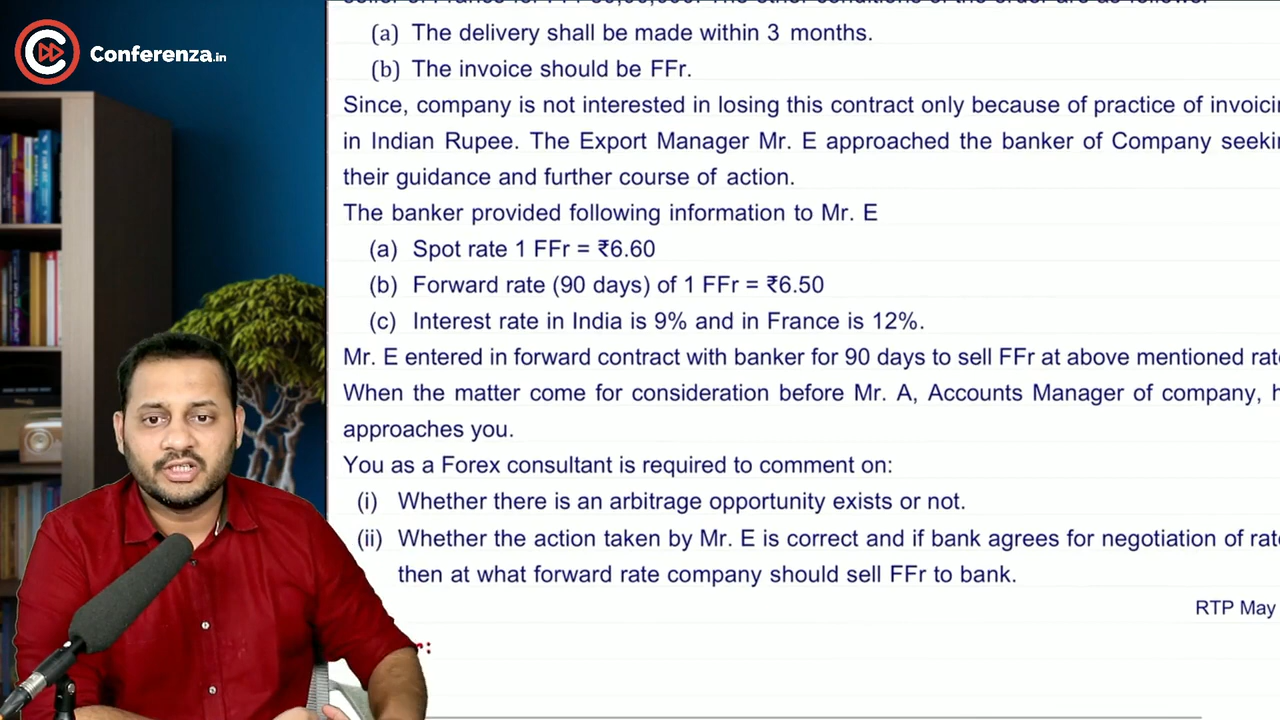 Conferenza.in
(a) The delivery shall be made within 3 months.
(b) The invoice should be FFr.
Since, company is not interested in losing this contract only because of practice of
in Indian Rupee. The Export Manager Mr. E approached the banker of Company
their guidance and further course of action.
The banker provided following information to Mr. E
(a) Spot rate 1 FFr = ₹6.60
(b) Forward rate (90 days) of 1 FFr = ₹6.50
(c) Interest rate in India is 9% and in France is 12%.
Mr. E entered in forward contract with banker for 90 days to sell FFr at above mentioned
When the matter come for consideration before Mr. A, Accounts Manager of company,
approaches you.
You as a Forex consultant is required to comment on:
(i) Whether there is an arbitrage opportunity exists or not.
(ii) Whether the action taken by Mr. E is correct and if bank agrees for negotiation of
then at what forward rate company should sell FFr to bank.
RTP May